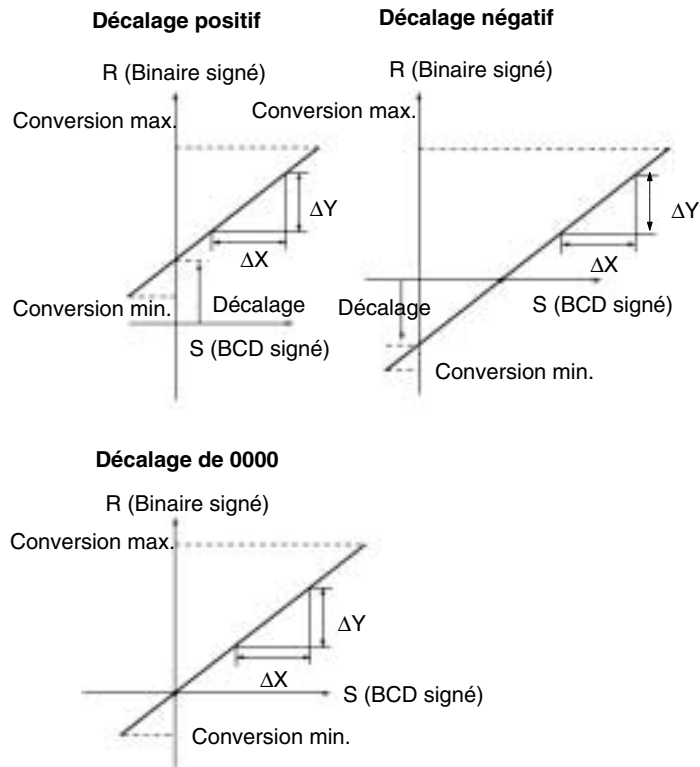 Décalage positif
R (Binaire signé)
Conversion max.
ΔY
ΔX
Conversion min.
Décalage
S (BCD signé)
Décalage négatif
R (Binaire signé)
Conversion max.
ΔY
ΔX
Décalage
S (BCD signé)
Conversion min.
Décalage de 0000
R (Binaire signé)
Conversion max.
ΔY
ΔX
S (BCD signé)
Conversion min.